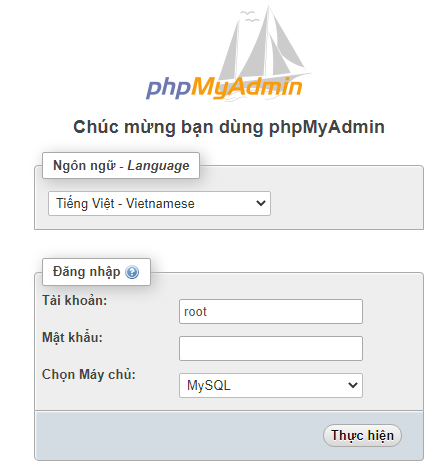 phpMyAdmin
Chúc mừng bạn dùng phpMyAdmin
Ngôn ngữ - Language
Tiếng Việt - Vietnamese
Đăng nhập
Tài khoản:
root
Mật khẩu:
Chọn Máy chủ:
MySQL
Thực hiện